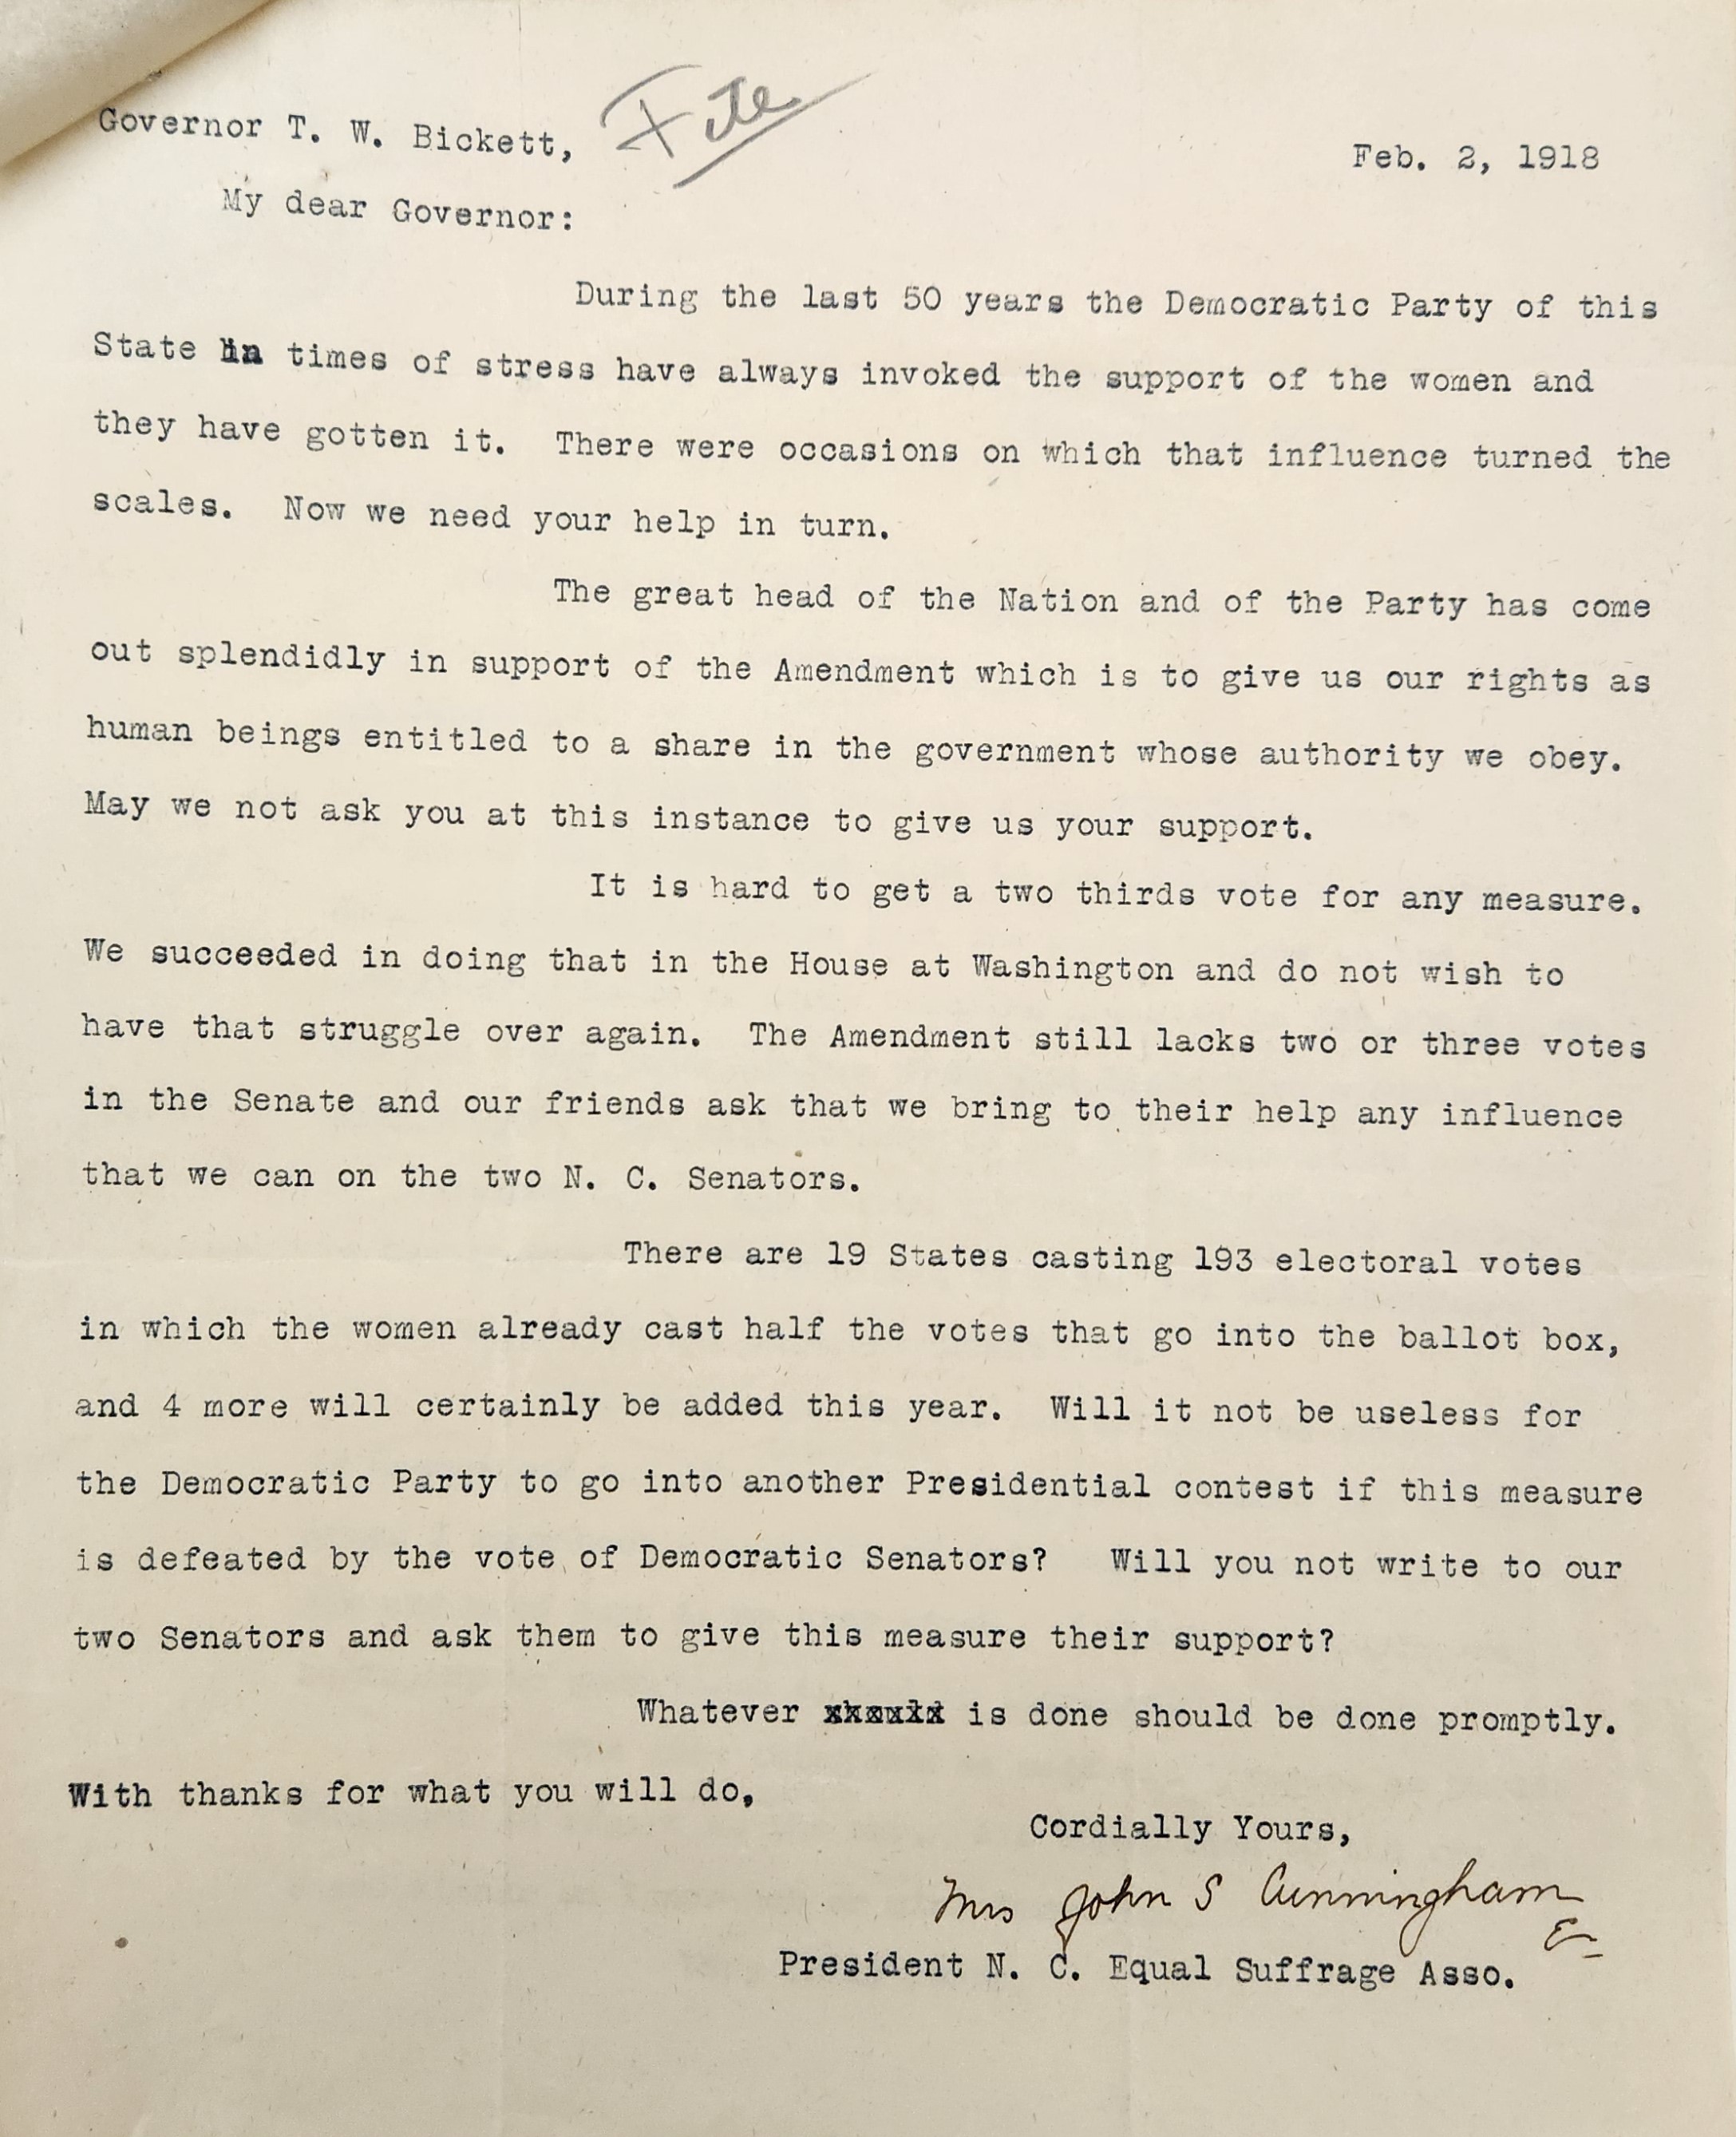 File
Governor T. W. Bickett,
Feb. 2, 1918
My dear Governor:
During the last 50 years the Democratic Party of this
State in times of stress have always invoked the support of the women and
they have gotten it. There were occasions on which that influence turned the
scales. Now we need your help in turn.
The great head of the Nation and of the Party has come
out splendidly in support of the Amendment which is to give us our rights as
human beings entitled to a share in the government whose authority we obey.
May we not ask you at this instance to give us your support.
It is hard to get a two thirds vote for any measure.
We succeeded in doing that in the House at Washington and do not wish to
have that struggle over again. The Amendment still lacks two or three votes
in the Senate and our friends ask that we bring to their help any influence
that we can on the two N. C. Senators.
There are 19 States casting 193 electoral votes
in which the women already cast half the votes that go into the ballot box,
and 4 more will certainly be added this year. Will it not be useless for
the Democratic Party to go into another Presidential contest if this measure
is defeated by the vote of Democratic Senators? Will you not write to our
two Senators and ask them to give this measure their support?
Whatever is done should be done promptly.
With thanks for what you will do,
Cordially Yours,
Mrs John S Cunningham
President N. C. Equal Suffrage Asso.